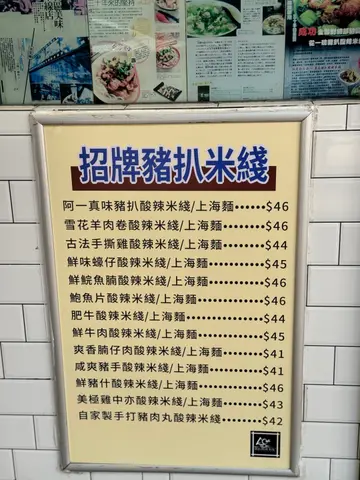 招牌豬扒米綫
阿一真味豬扒酸辣米綫/上海麵••••••$46
雪花羊肉卷酸辣米綫/上海麵•••••$46
古法手撕雞酸辣米綫/上海麵•••••$44
鮮味蠔仔酸辣米綫/上海麵••••••••$45
鮮鯇魚腩酸辣米綫/上海麵••••••••$46
鮑魚片酸辣米綫/上海麵•••••••••••$46
肥牛酸辣米綫/上海麵••••••••••••••$44
鮮牛肉酸辣米綫/上海麵•••••••••••$45
爽香腩仔肉酸辣米綫/上海麵•••••$41
咸爽豬手酸辣米綫/上海麵••••••••$41
鮮豬什酸辣米綫/上海麵•••••••••••$46
美極雞中亦酸辣米綫/上海麵•••••$43
自家製手打豬肉丸酸辣米綫•••••••$42